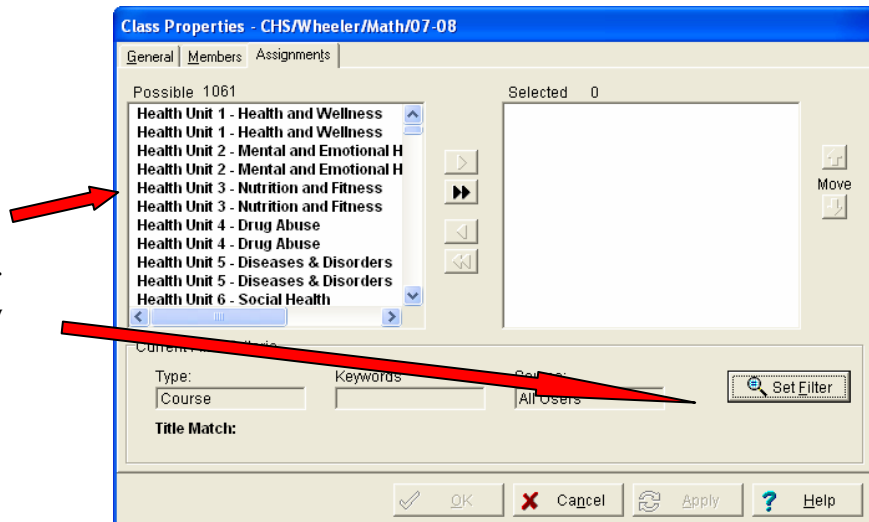 Class Properties - CHS/Wheeler/Math/07-08
General Members Assignments
Possible 1061
Selected 0
Health Unit 1 - Health and Wellness
Health Unit 1 - Health and Wellness
Health Unit 2 - Mental and Emotional H
Health Unit 2 - Mental and Emotional H
Health Unit 3 - Nutrition and Fitness
Health Unit 3 - Nutrition and Fitness
Health Unit 4 - Drug Abuse
Health Unit 4 - Drug Abuse
Health Unit 5 - Diseases & Disorders
Health Unit 5 - Diseases & Disorders
Health Unit 6 - Social Health
Move
Type: Keywords
Course All Users
Set Filter
Title Match:
OK Cancel Apply Help